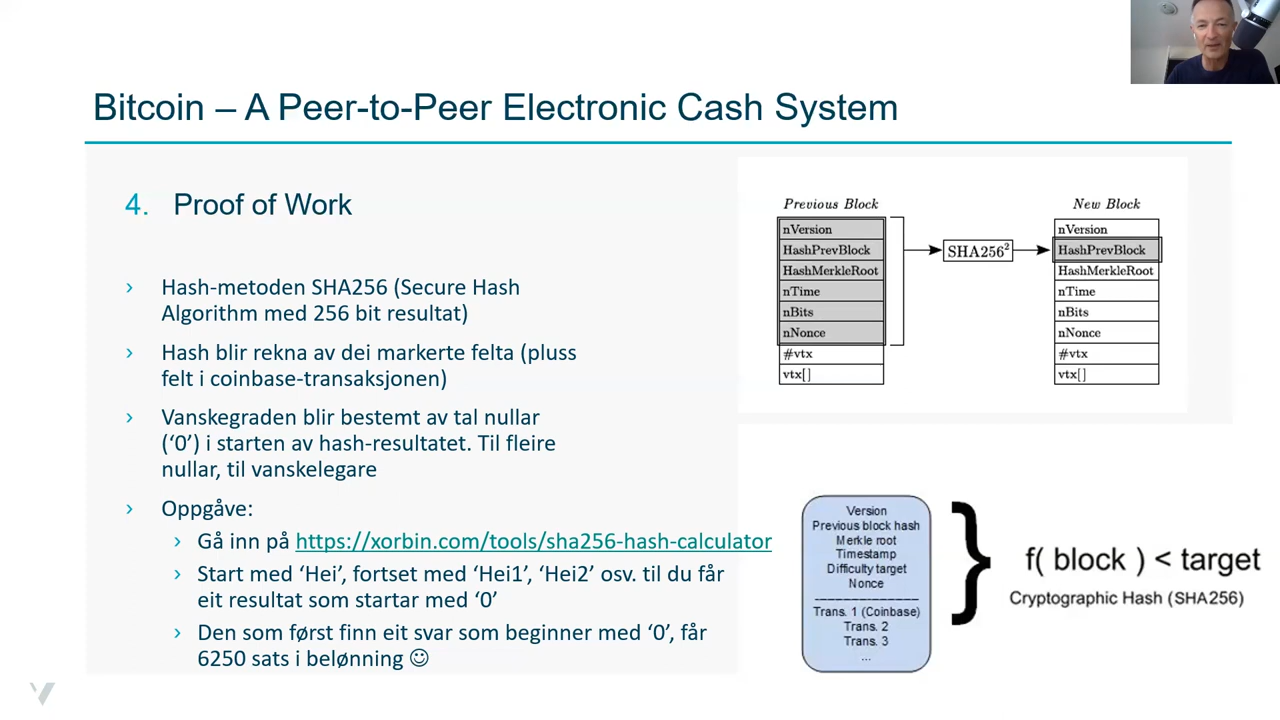 Bitcoin – A Peer-to-Peer Electronic Cash System
4. Proof of Work
› Hash-metoden SHA256 (Secure Hash
Algorithm med 256 bit resultat)
› Hash blir rekna av dei markerte felta (pluss
felt i coinbase-transaksjonen)
› Vanskegraden blir bestemt av tal nullar
(‘0’) i starten av hash-resultatet. Til fleire
nullar, til vanskelegare
› Oppgåve:
› Gå inn på https://xorbin.com/tools/sha256-hash-calculator
› Start med ‘Hei’, fortset med ‘Hei1’, ‘Hei2’ osv. til du får
eit resultat som startar med ‘0’
› Den som først finn eit svar som beginner med ‘0’, får
6250 sats i belønning ☺
Previous Block
nVersion
HashPrevBlock
HashMerkleRoot
nTime
nBits
nNonce
#vtx
vtx[]
SHA256²
New Block
nVersion
HashPrevBlock
HashMerkleRoot
nTime
nBits
nNonce
#vtx
vtx[]
Version
Previous block hash
Merkle root
Timestamp
Difficulty target
Nonce
Trans. 1 (Coinbase)
Trans. 2
Trans. 3
...
f( block ) < target
Cryptographic Hash (SHA256)